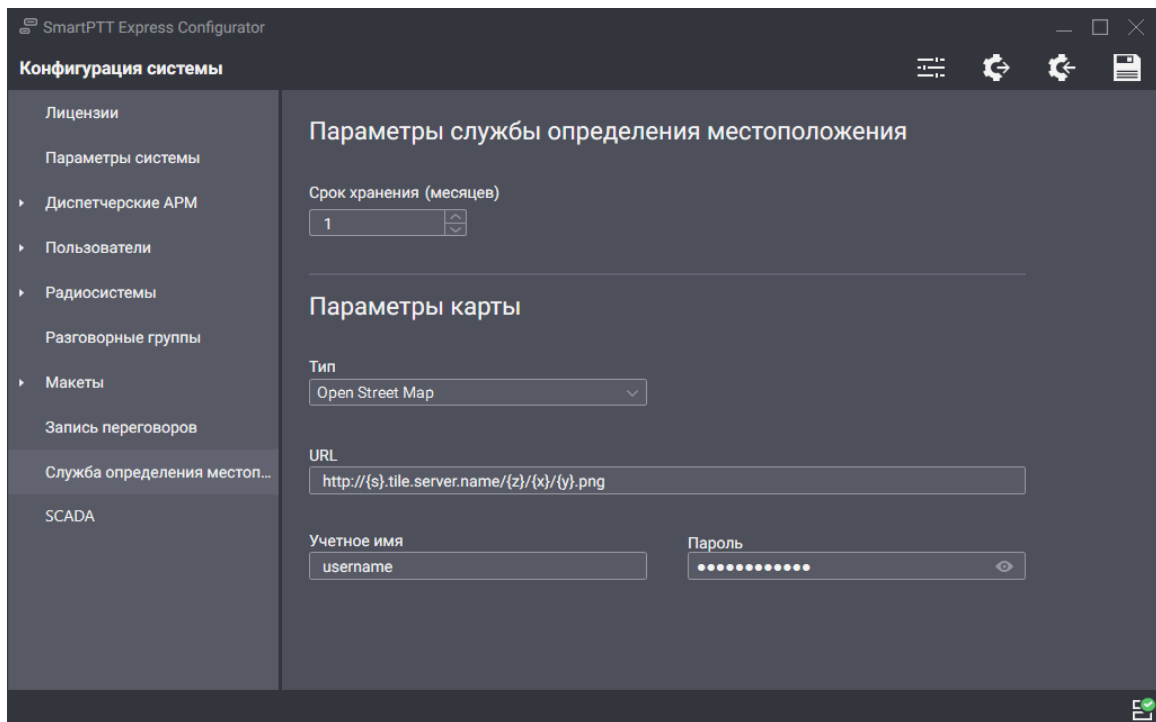 SmartPTT Express Configurator
Конфигурация системы
Лицензии
Параметры системы
Диспетчерские АРМ
Пользователи
Радиосистемы
Разговорные группы
Макеты
Запись переговоров
Служба определения местоп...
SCADA
Параметры службы определения местоположения
Срок хранения (месяцев)
1
Параметры карты
Тип
Open Street Map
URL
http://{s}.tile.server.name/{z}/{x}/{y}.png
Учетное имя
username
Пароль
••••••••••••